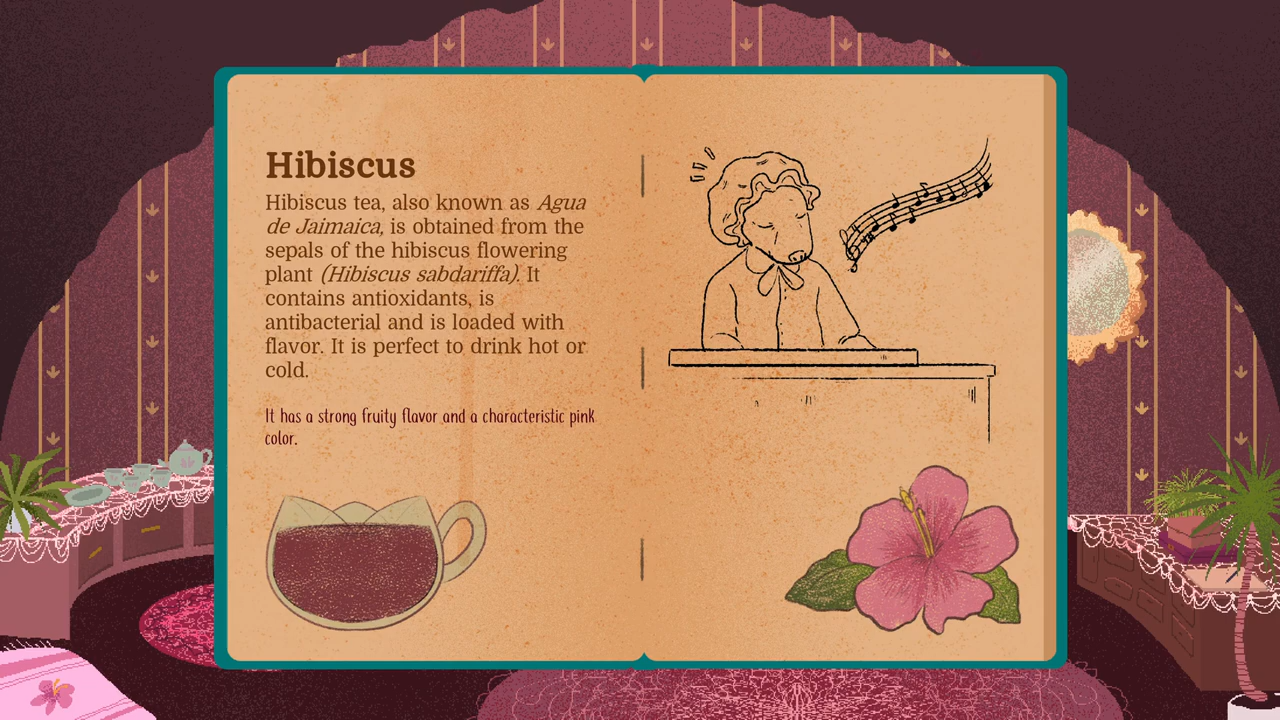 Hibiscus
Hibiscus tea, also known as Agua
de Jaimaica, is obtained from the
sepals of the hibiscus flowering
plant (Hibiscus sabdariffa). It
contains antioxidants, is
antibacterial and is loaded with
flavor. It is perfect to drink hot or
cold.
It has a strong fruity flavor and a characteristic pink
color.